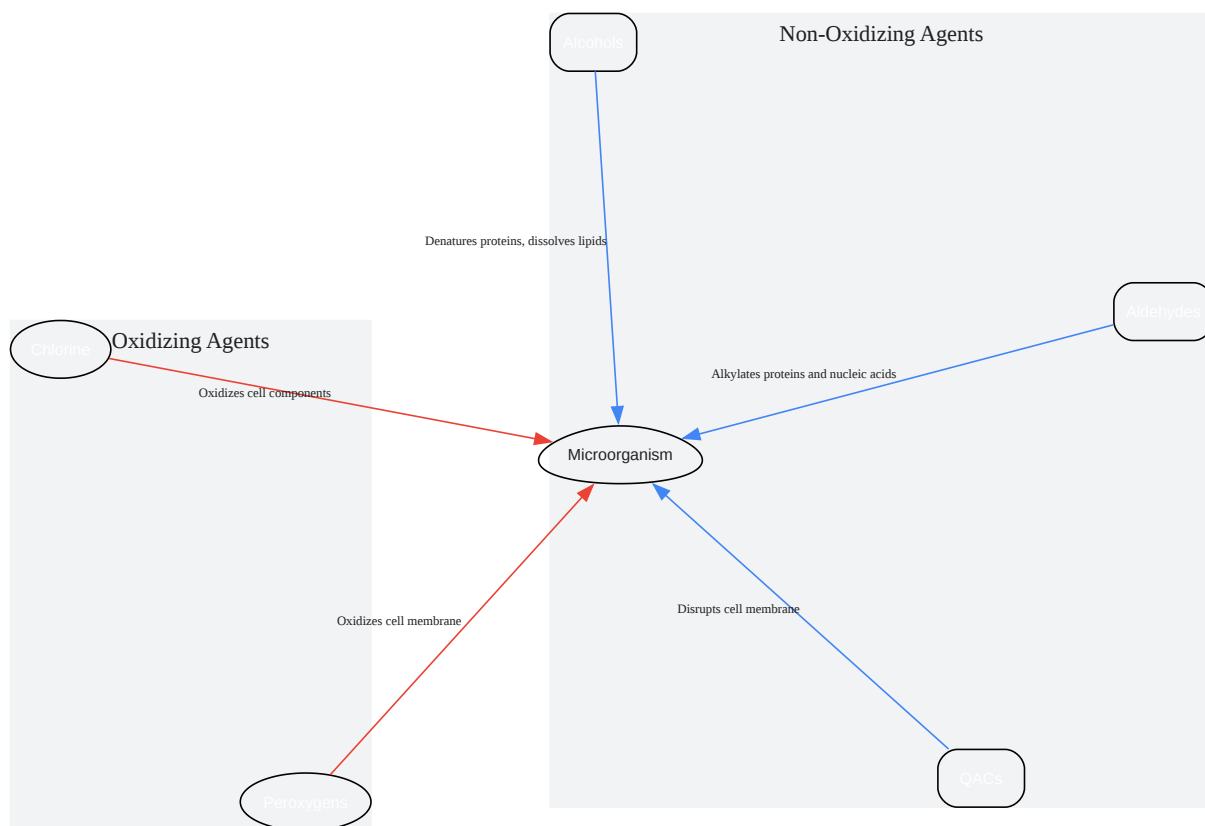 Alcohols
Non-Oxidizing Agents
Denatures proteins, dissolves lipids
Aldehydes
Oxidizing Agents
Chlorine
Alkylates proteins and nucleic acids
Oxidizes cell components
Microorganism
Disrupts cell membrane
Oxidizes cell membrane
QACs
Peroxygens